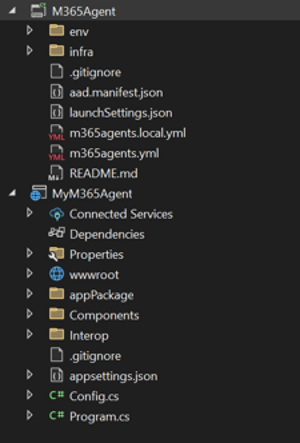 M365Agent
env
infra
.gitignore
aad.manifest.json
launchSettings.json
m365agents.local.yml
m365agents.yml
README.md
MyM365Agent
Connected Services
Dependencies
Properties
wwwroot
appPackage
Components
Interop
.gitignore
appsettings.json
C# Config.cs
C# Program.cs